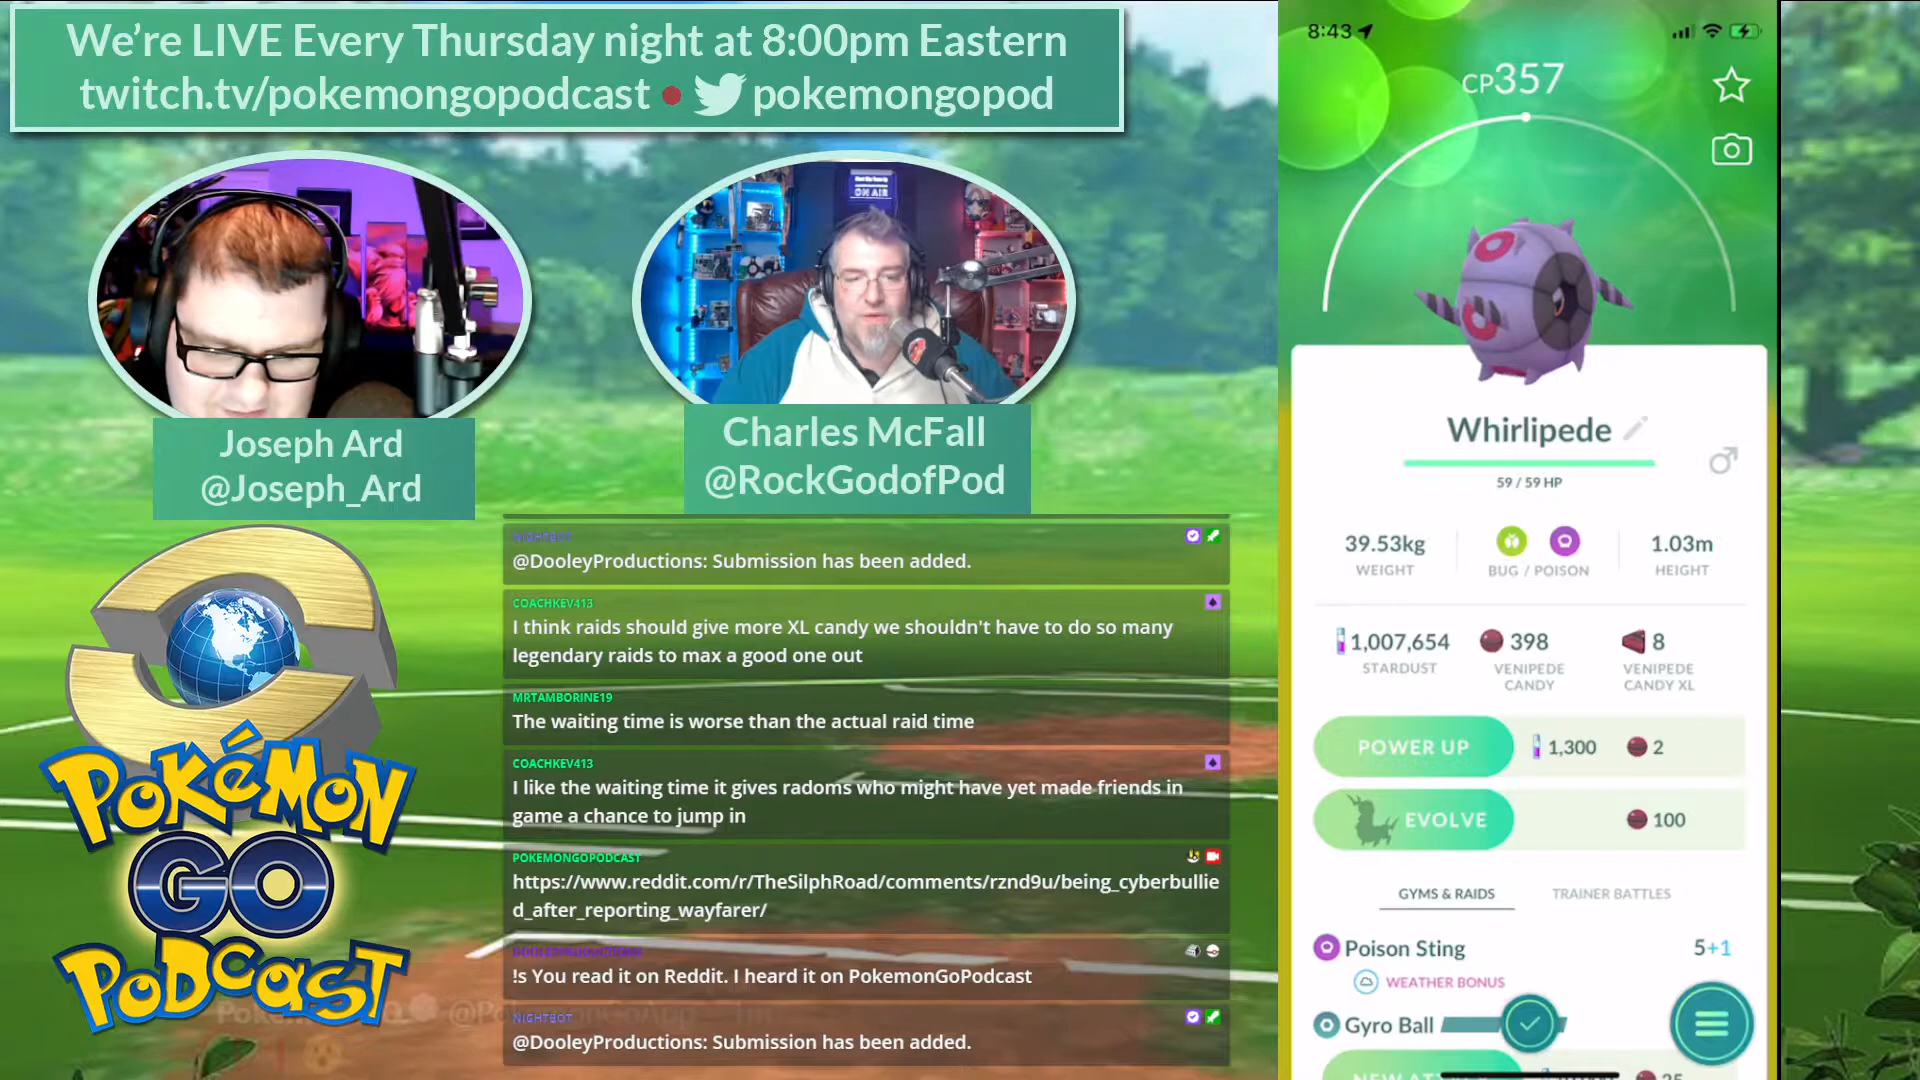 We're LIVE Every Thursday night at 8:00pm Eastern
twitch.tv/pokemongopodcast • pokemongopod
ON AIR
Joseph Ard
@Joseph_Ard
Charles McFall
@RockGodofPod
POKéMON
GO
PODCAST
NIGHTBOT
@DooleyProductions: Submission has been added.
COACHKEV413
I think raids should give more XL candy we shouldn't have to do so many
legendary raids to max a good one out
MRTAMBORINE19
The waiting time is worse than the actual raid time
COACHKEV413
I like the waiting time it gives radoms who might have yet made friends in
game a chance to jump in
POKEMONGOPODCAST
https://www.reddit.com/r/TheSilphRoad/comments/rznd9u/being_cyberbullie
d_after_reporting_wayfarer/
DOOLEYPRODUCTIONS
!s You read it on Reddit. I heard it on PokemonGoPodcast
NIGHTBOT
@DooleyProductions: Submission has been added.
8:43
CP357
Whirlipede
59 / 59 HP
39.53kg
WEIGHT
BUG / POISON
1.03m
HEIGHT
1,007,654
STARDUST
398
VENIPEDE
CANDY
8
VENIPEDE
CANDY XL
POWER UP 1,300 2
EVOLVE 100
GYMS & RAIDS TRAINER BATTLES
Poison Sting 5+1
WEATHER BONUS
Gyro Ball